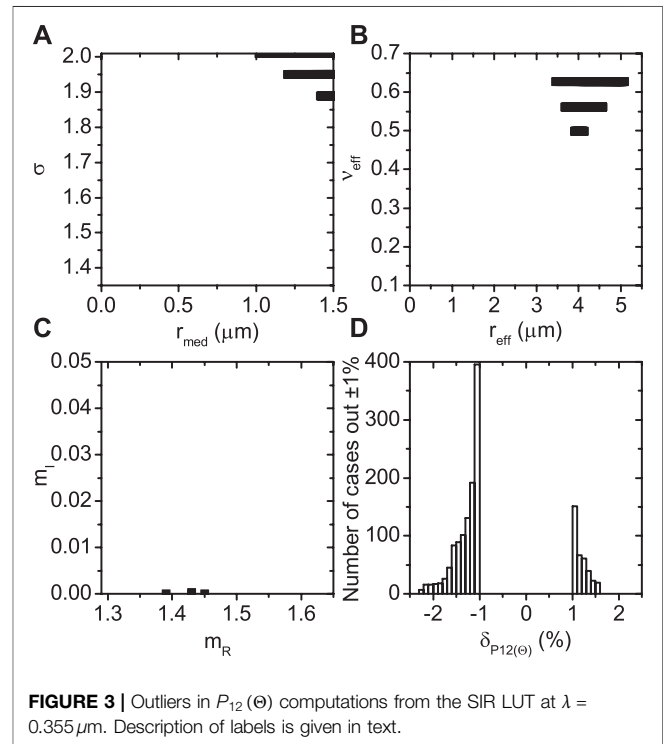 A
2.0
1.9
1.8
1.7
1.6
1.5
1.4
σ
0.0 0.5 1.0 1.5
r_med (μm)
B
0.7
0.6
0.5
0.4
0.3
0.2
0.1
ν_eff
0 1 2 3 4 5
r_eff (μm)
C
0.05
0.04
0.03
0.02
0.01
0.00
m_I
1.3 1.4 1.5 1.6
m_R
D
400
300
200
100
0
Number of cases out ±1%
-2 -1 0 1 2
δ_P12(Θ) (%)
FIGURE 3 | Outliers in P₁₂ (Θ) computations from the SIR LUT at λ =
0.355 μm. Description of labels is given in text.